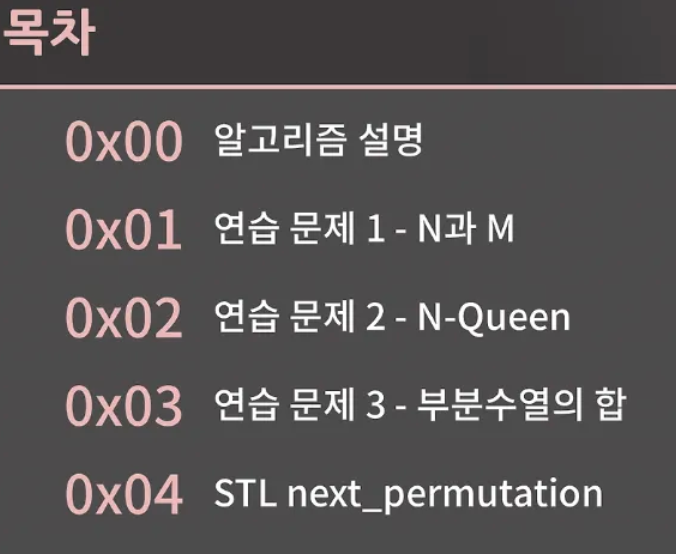 목차
0x00 알고리즘 설명
0x01 연습 문제 1 - N과 M
0x02 연습 문제 2 - N-Queen
0x03 연습 문제 3 - 부분수열의 합
0x04 STL next_permutation